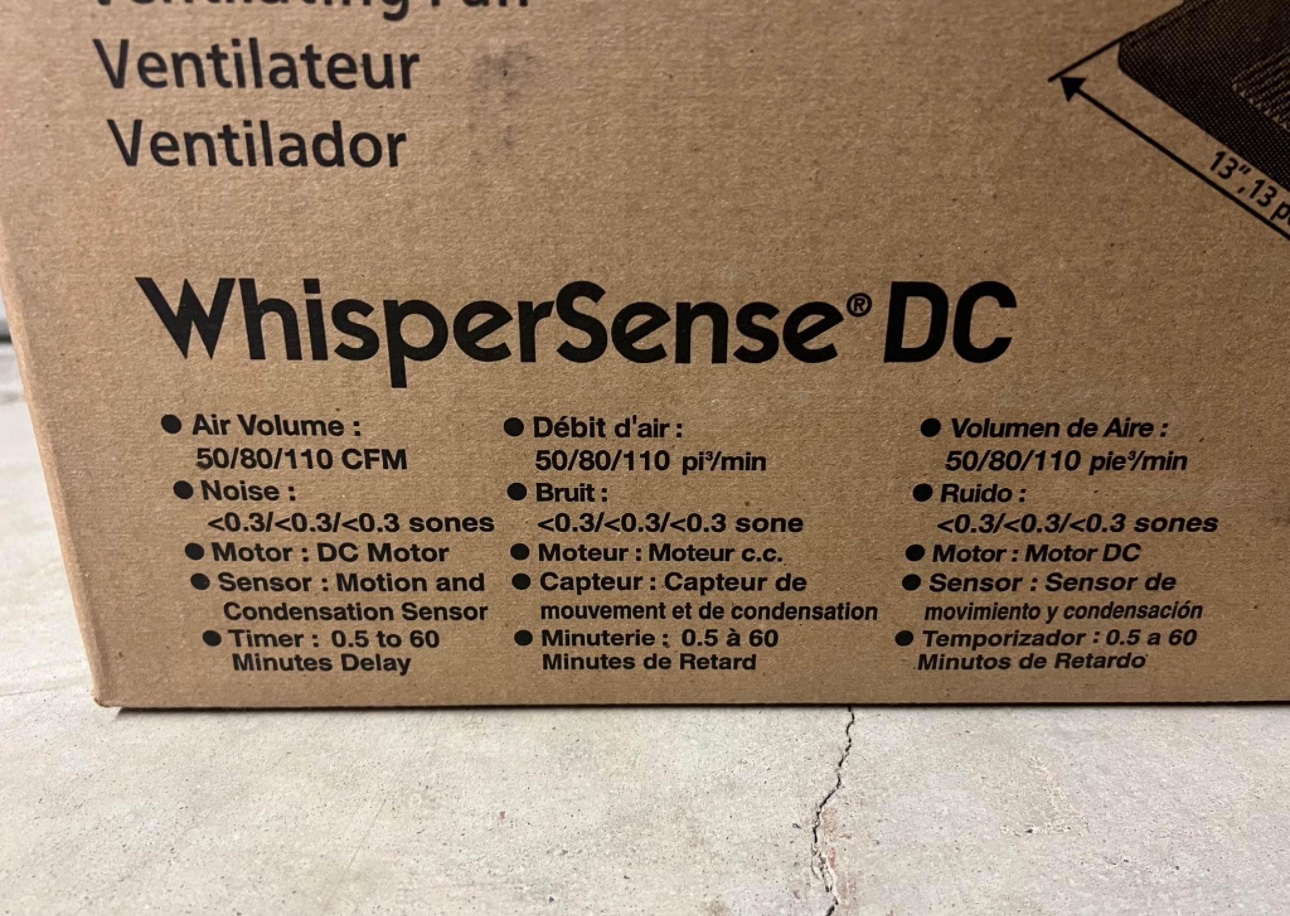 Ventilating Fan
Ventilateur
Ventilador
13", 13
WhisperSense® DC
● Air Volume :
50/80/110 CFM
● Noise :
<0.3/<0.3/<0.3 sones
● Motor : DC Motor
● Sensor : Motion and
Condensation Sensor
● Timer : 0.5 to 60
Minutes Delay
● Débit d'air :
50/80/110 pi³/min
● Bruit :
<0.3/<0.3/<0.3 sone
● Moteur : Moteur c.c.
● Capteur : Capteur de
mouvement et de condensation
● Minuterie : 0.5 à 60
Minutes de Retard
● Volumen de Aire :
50/80/110 pie³/min
● Ruido :
<0.3/<0.3/<0.3 sones
● Motor : Motor DC
● Sensor : Sensor de
movimiento y condensación
● Temporizador : 0.5 a 60
Minutos de Retardo